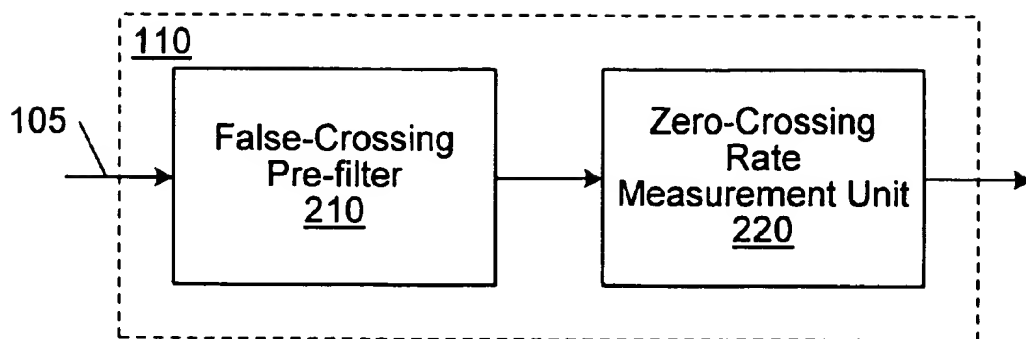 110
105
False-Crossing
Pre-filter
210
Zero-Crossing
Rate
Measurement Unit
220